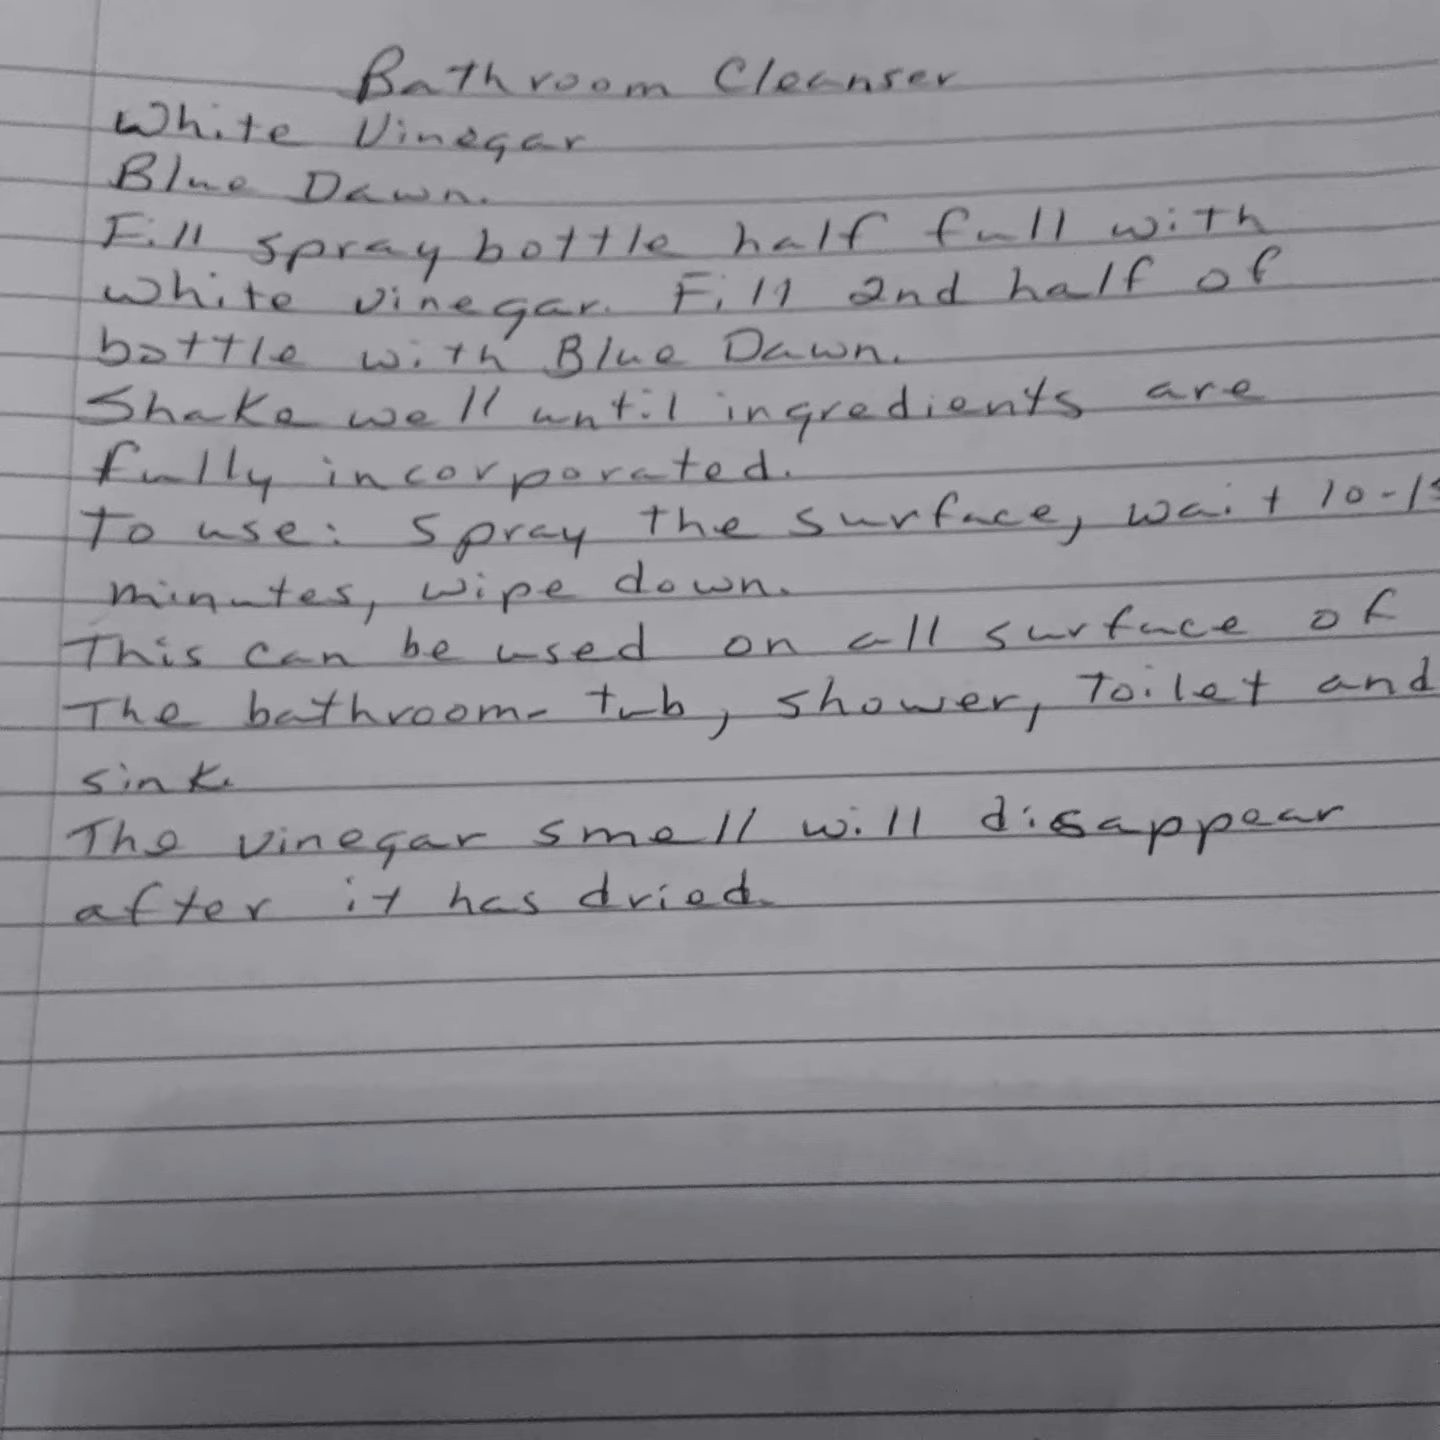 Bathroom Cleanser
White Vinegar
Blue Dawn.
Fill spray bottle half full with
white vinegar. Fill 2nd half of
bottle with Blue Dawn.
Shake well until ingredients are
fully incorporated.
To use: spray the surface, wait 10-15
minutes, wipe down.
This can be used on all surface of
The bathroom- tub, shower, Toilet and
sink.
The vinegar smell will disappear
after it has dried.